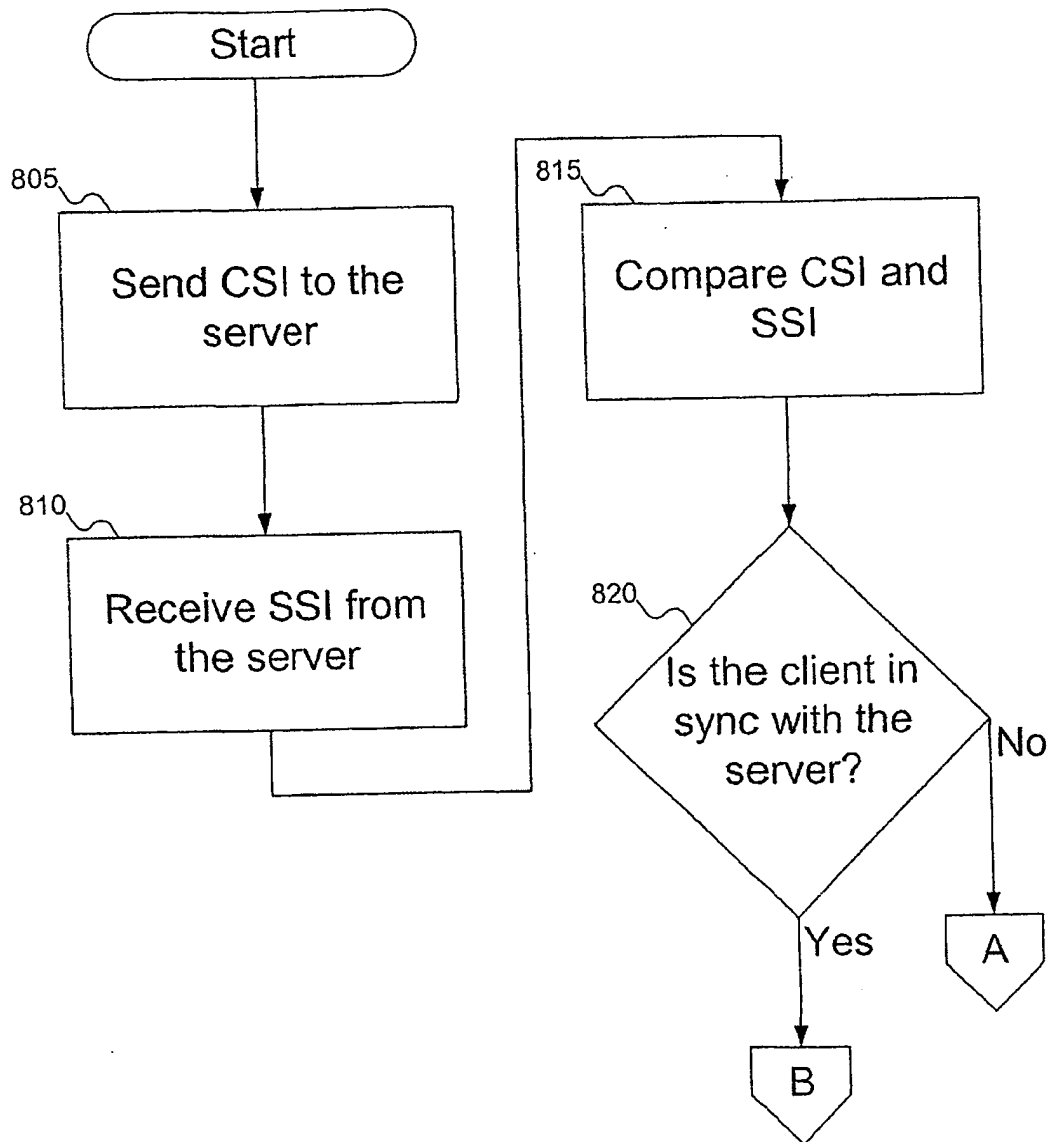 Start
805
Send CSI to the
server
810
Receive SSI from
the server
815
Compare CSI and
SSI
820
Is the client in
sync with the
server?
No
Yes
A
B